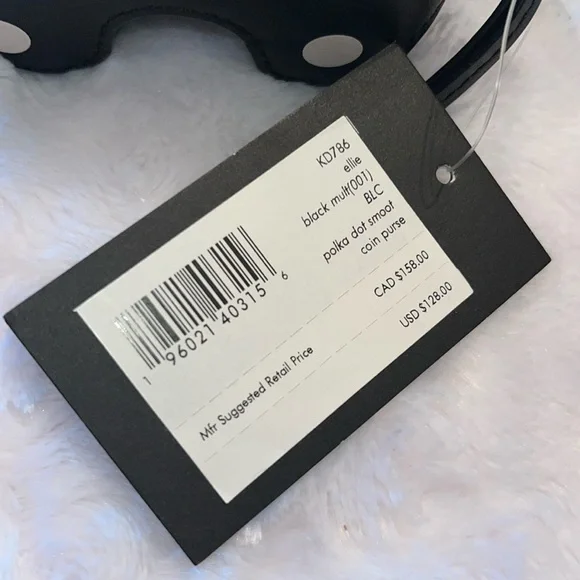 KD786
ellie
black mult(001)
BLC
polka dot smoot
coin purse
1 96021 40315 6
CAD $158.00
Mfr Suggested Retail Price USD $128.00